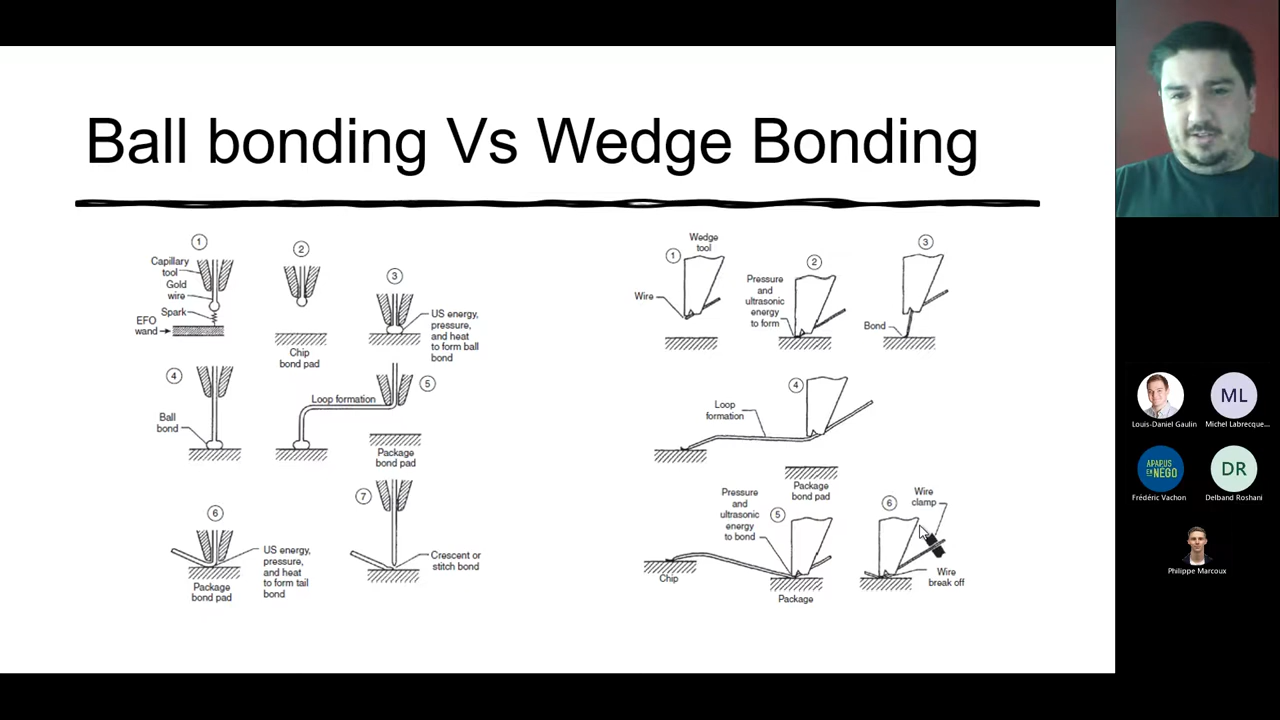 Ball bonding Vs Wedge Bonding
1
Capillary
tool
Gold
wire
Spark
EFO
wand
2
Chip
bond pad
3
US energy,
pressure,
and heat
to form ball
bond
4
Ball
bond
5
Loop formation
Package
bond pad
6
US energy,
pressure,
and heat
to form tail
bond
Package
bond pad
7
Crescent or
stitch bond
Wedge
tool
1
Wire
2
Pressure
and
ultrasonic
energy
to form
3
Bond
4
Loop
formation
Package
bond pad
Pressure
and
ultrasonic
energy
to bond
5
Chip
Package
6
Wire
clamp
Wire
break off
Louis-Daniel Gaulin
ML
Michel Labrecque...
APAPUS
EN NÉGO
Frédéric Vachon
DR
Delband Roshani
Philippe Marcoux